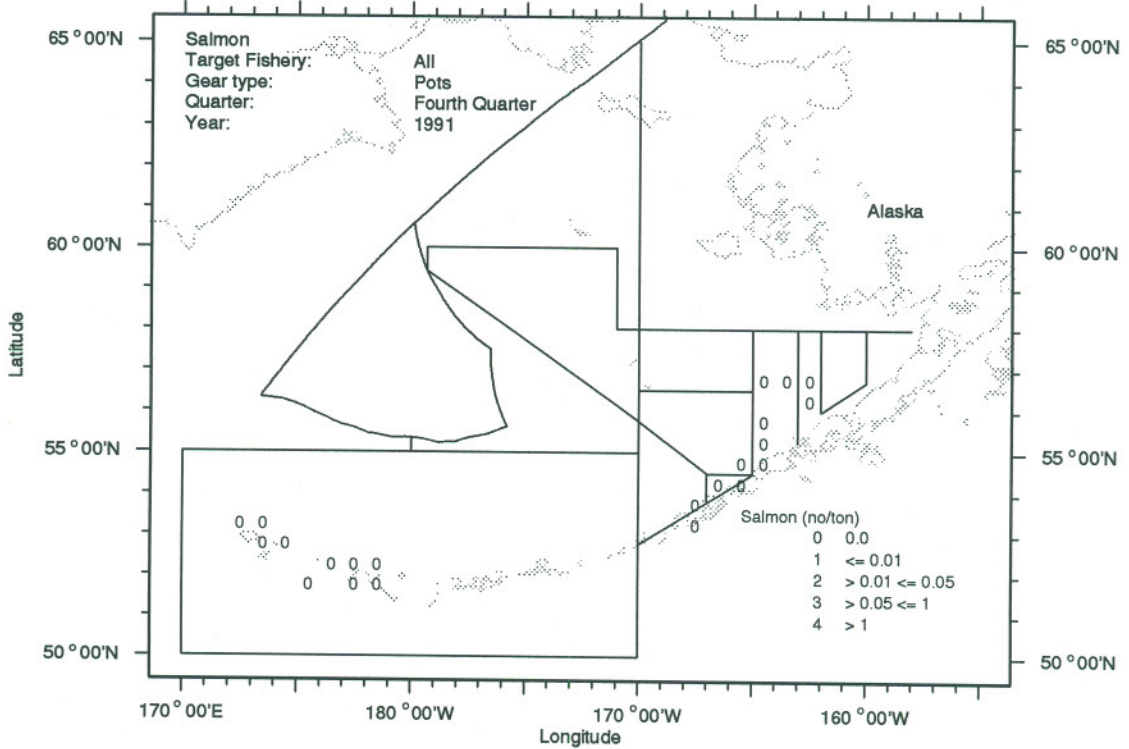 65 °00'N
65 °00'N
Salmon
Target Fishery: All
Gear type: Pots
Quarter: Fourth Quarter
Year: 1991
Alaska
60 °00'N
60 °00'N
Latitude
0 0 0
0
0
0
55 °00'N
0 0
55 °00'N
0 0
0
Salmon (no/ton)
0 0
0
0 0.0
0 0
1 <= 0.01
0 0 0
2 > 0.01 <= 0.05
0 0 0
3 > 0.05 <= 1
4 > 1
50 °00'N
50 °00'N
170 °00'E
180 °00'W
170 °00'W
160 °00'W
Longitude